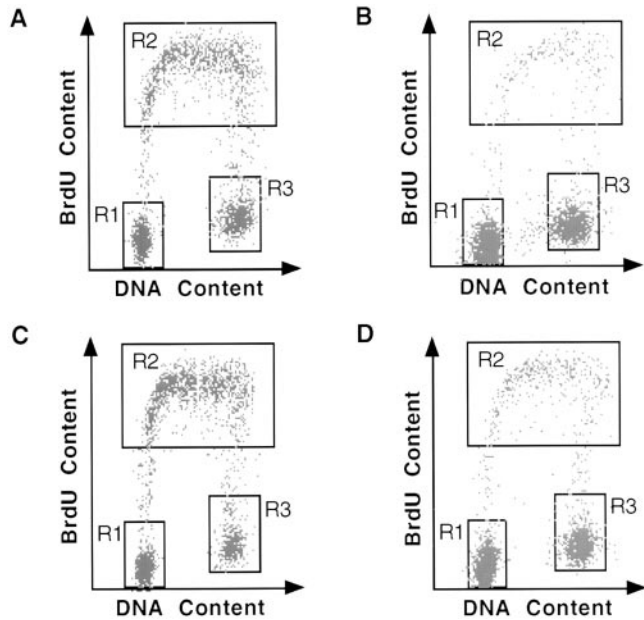 A
R2
R1
R3
BrdU Content
DNA Content
B
R2
R1
R3
BrdU Content
DNA Content
C
R2
R1
R3
BrdU Content
DNA Content
D
R2
R1
R3
BrdU Content
DNA Content